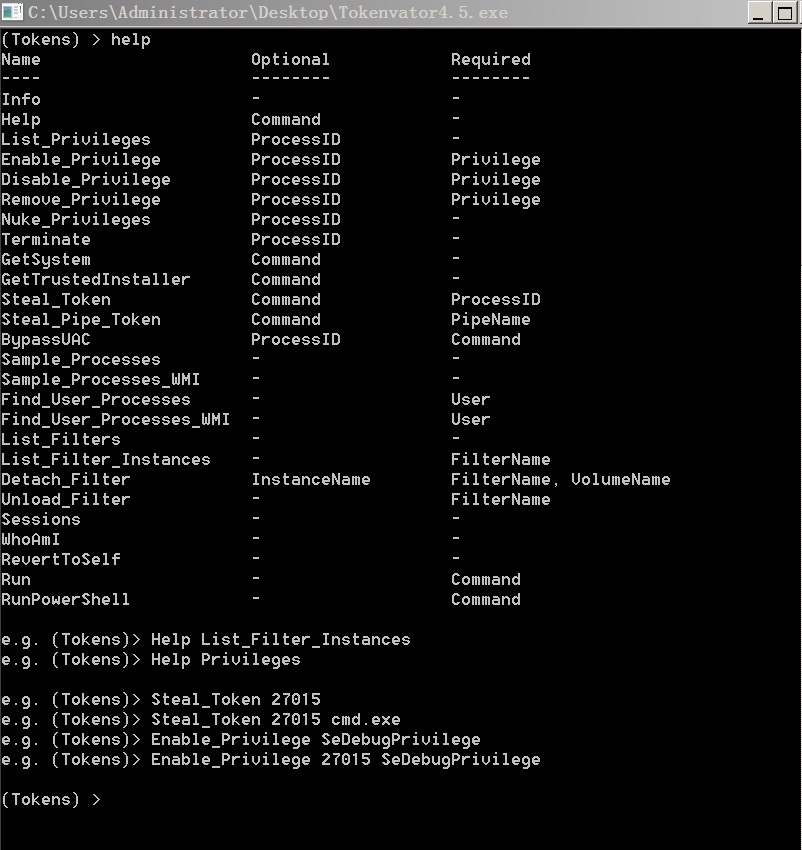 C:\Users\Administrator\Desktop\Tokenvator4.5.exe
(Tokens) > help
Name Optional Required
---- -------- --------
Info - -
Help Command -
List_Privileges ProcessID -
Enable_Privilege ProcessID Privilege
Disable_Privilege ProcessID Privilege
Remove_Privilege ProcessID Privilege
Nuke_Privileges ProcessID -
Terminate ProcessID -
GetSystem Command -
GetTrustedInstaller Command -
Steal_Token Command ProcessID
Steal_Pipe_Token Command PipeName
BypassUAC ProcessID Command
Sample_Processes - -
Sample_Processes_WMI - -
Find_User_Processes - User
Find_User_Processes_WMI - User
List_Filters - -
List_Filter_Instances - FilterName
Detach_Filter InstanceName FilterName, VolumeName
Unload_Filter - FilterName
Sessions - -
WhoAmI - -
RevertToSelf - -
Run - Command
RunPowerShell - Command
e.g. (Tokens)> Help List_Filter_Instances
e.g. (Tokens)> Help Privileges
e.g. (Tokens)> Steal_Token 27015
e.g. (Tokens)> Steal_Token 27015 cmd.exe
e.g. (Tokens)> Enable_Privilege SeDebugPrivilege
e.g. (Tokens)> Enable_Privilege 27015 SeDebugPrivilege
(Tokens) >